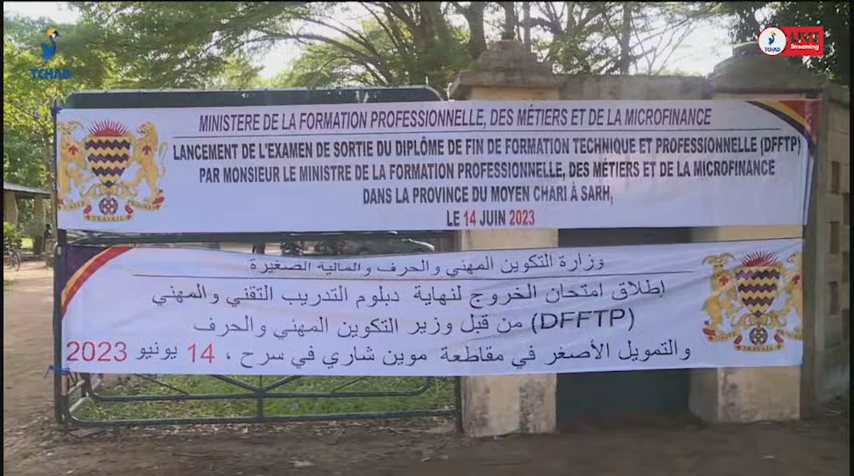 TCHAD
LIVE
Streaming
MINISTERE DE LA FORMATION PROFESSIONNELLE, DES MÉTIERS ET DE LA MICROFINANCE
LANCEMENT DE L'EXAMEN DE SORTIE DU DIPLÔME DE FIN DE FORMATION TECHNIQUE ET PROFESSIONNELLE (DFFTP)
PAR MONSIEUR LE MINISTRE DE LA FORMATION PROFESSIONNELLE, DES MÉTIERS ET DE LA MICROFINANCE
DANS LA PROVINCE DU MOYEN CHARI À SARH,
LE 14 JUIN 2023
UNITÉ TRAVAIL PROGRÈS
وزارة التكوين المهني والحرف والمالية الصغيرة
إطلاق امتحان الخروج لنهاية دبلوم التدريب التقني والمهني
(DFFTP) من قبل وزير التكوين المهني والحرف
والتمويل الأصغر في مقاطعة موين شاري في سرح ، 14 يونيو 2023
TRAVAIL